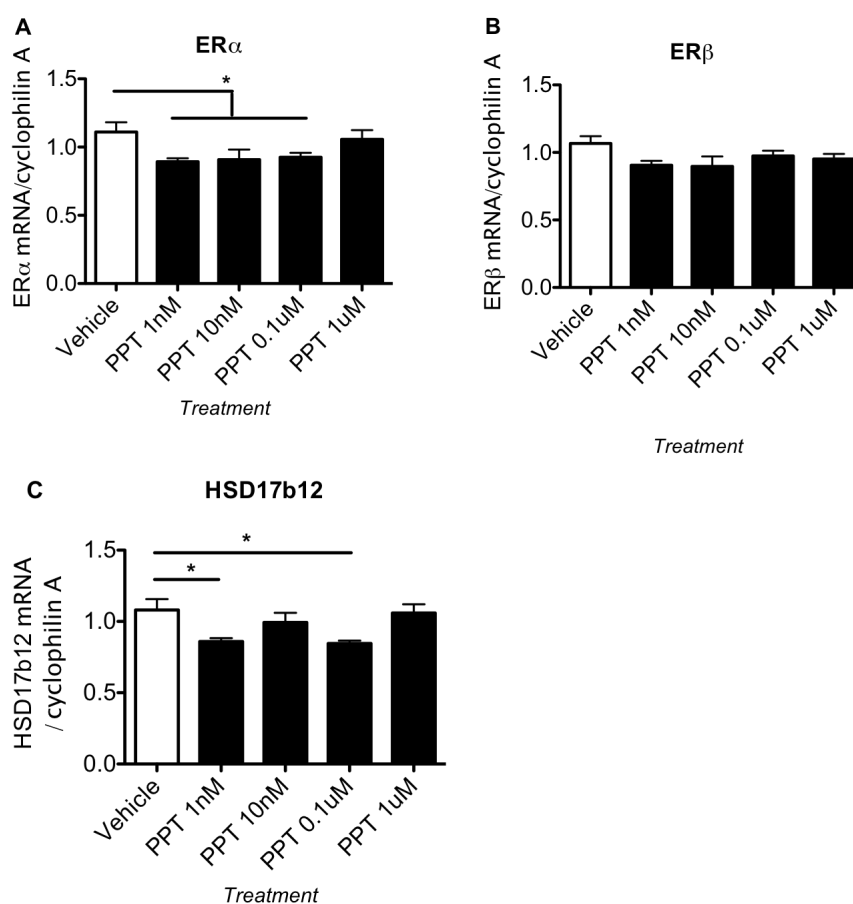 A
ERα
ERα mRNA/cyclophilin A
1.5
1.0
0.5
0.0
*
Vehicle
PPT 1nM
PPT 10nM
PPT 0.1uM
PPT 1uM
Treatment
B
ERβ
ERβ mRNA/cyclophilin A
1.5
1.0
0.5
0.0
Vehicle
PPT 1nM
PPT 10nM
PPT 0.1uM
PPT 1uM
Treatment
C
HSD17b12
HSD17b12 mRNA
/ cyclophilin A
1.5
1.0
0.5
0.0
*
*
Vehicle
PPT 1nM
PPT 10nM
PPT 0.1uM
PPT 1uM
Treatment